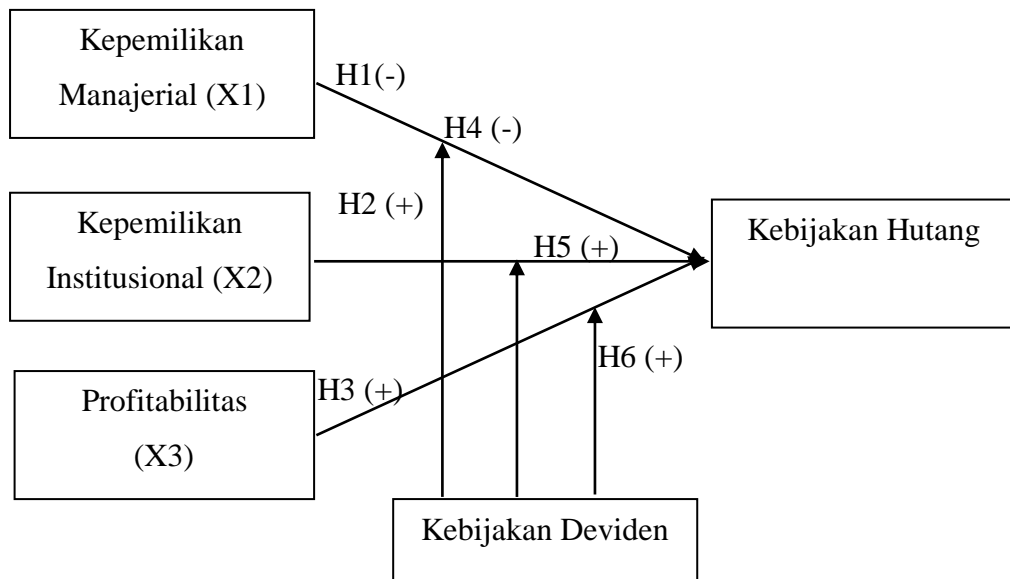 Kepemilikan
Manajerial (X1)
H1(-)
H4 (-)
Kepemilikan
Institusional (X2)
H2 (+)
H5 (+)
Kebijakan Hutang
Profitabilitas
(X3)
H3 (+)
H6 (+)
Kebijakan Deviden